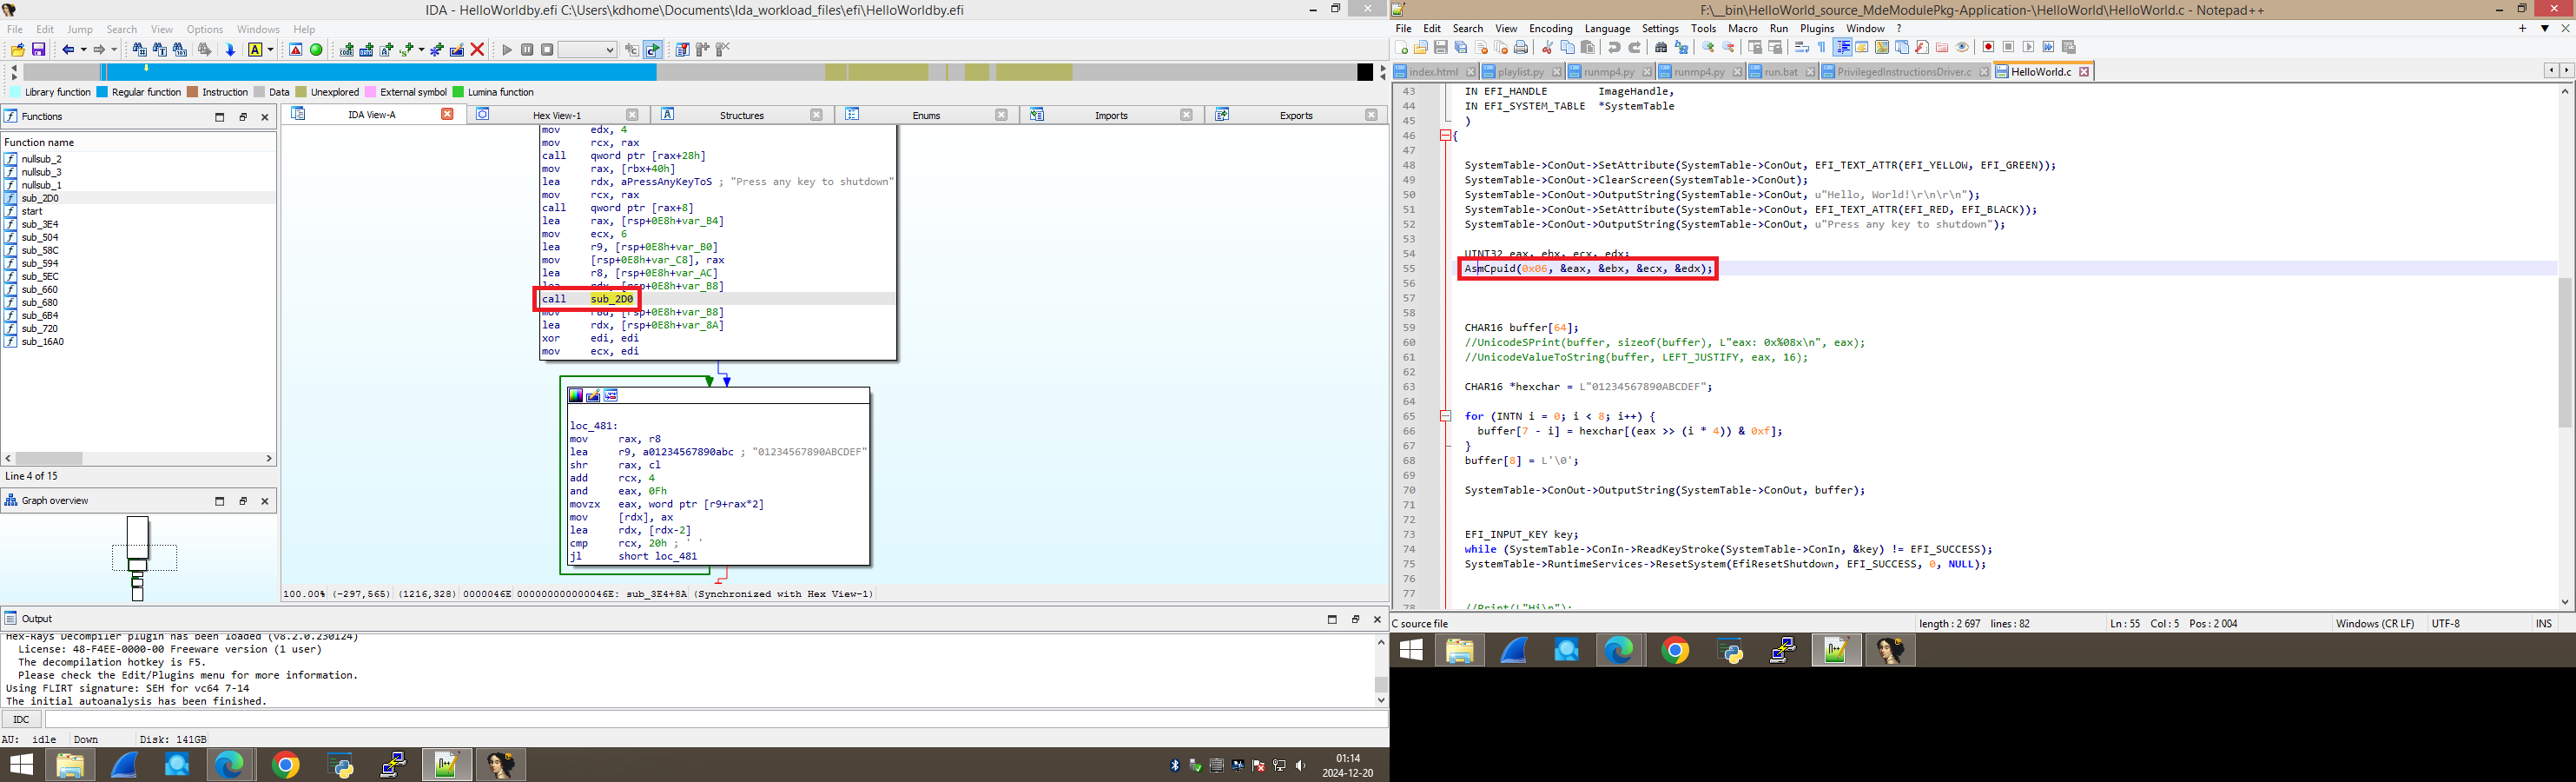 IDA - HelloWorldby.efi C:\Users\kdhome\Documents\Ida_workload_files\efi\HelloWorldby.efi
File Edit Jump Search View Options Windows Help
Library function Regular function Instruction Data Unexplored External symbol Lumina function
Functions
Function name
nullsub_2
nullsub_3
nullsub_1
sub_2D0
start
sub_3E4
sub_504
sub_58C
sub_594
sub_5EC
sub_660
sub_680
sub_6B4
sub_720
sub_16A0
Line 4 of 15
Graph overview
IDA View-A Hex View-1 Structures Enums Imports Exports
mov edx, 4
mov rcx, rax
call qword ptr [rax+28h]
mov rax, [rbx+40h]
lea rdx, aPressAnyKeyToS ; "Press any key to shutdown"
mov rcx, rax
call qword ptr [rax+8]
lea rax, [rsp+0E8h+var_B4]
mov ecx, 6
lea r9, [rsp+0E8h+var_B0]
mov [rsp+0E8h+var_C8], rax
lea r8, [rsp+0E8h+var_AC]
lea rdx, [rsp+0E8h+var_B8]
call sub_2D0
mov r8d, [rsp+0E8h+var_B8]
lea rdx, [rsp+0E8h+var_8A]
xor edi, edi
mov ecx, edi
loc_481:
mov rax, r8
lea r9, a01234567890abc ; "01234567890ABCDEF"
shr rax, cl
add rcx, 4
and eax, 0Fh
movzx eax, word ptr [r9+rax*2]
mov [rdx], ax
lea rdx, [rdx-2]
cmp rcx, 20h ; ' '
jl short loc_481
100.00% (-297,565) (1216,328) 0000046E 000000000000046E: sub_3E4+8A (Synchronized with Hex View-1)
Output
Hex-Rays Decompiler plugin has been loaded (v8.2.0.230124)
License: 48-F4EE-0000-00 Freeware version (1 user)
The decompilation hotkey is F5.
Please check the Edit/Plugins menu for more information.
Using FLIRT signature: SEH for vc64 7-14
The initial autoanalysis has been finished.
IDC
AU: idle Down Disk: 141GB
01:14
2024-12-20
F:\__bin\HelloWorld_source_MdeModulePkg-Application-\HelloWorld\HelloWorld.c - Notepad++
File Edit Search View Encoding Language Settings Tools Macro Run Plugins Window ?
index.html playlist.py runmp4.py runmp4.py run.bat PrivilegedInstructionsDriver.c HelloWorld.c
43 IN EFI_HANDLE ImageHandle,
44 IN EFI_SYSTEM_TABLE *SystemTable
45 )
46 {
47
48 SystemTable->ConOut->SetAttribute(SystemTable->ConOut, EFI_TEXT_ATTR(EFI_YELLOW, EFI_GREEN));
49 SystemTable->ConOut->ClearScreen(SystemTable->ConOut);
50 SystemTable->ConOut->OutputString(SystemTable->ConOut, u"Hello, World!\r\n\r\n");
51 SystemTable->ConOut->SetAttribute(SystemTable->ConOut, EFI_TEXT_ATTR(EFI_RED, EFI_BLACK));
52 SystemTable->ConOut->OutputString(SystemTable->ConOut, u"Press any key to shutdown");
53
54 UINT32 eax, ebx, ecx, edx;
55 AsmCpuid(0x06, &eax, &ebx, &ecx, &edx);
56
57
58
59 CHAR16 buffer[64];
60 //UnicodeSPrint(buffer, sizeof(buffer), L"eax: 0x%08x\n", eax);
61 //UnicodeValueToString(buffer, LEFT_JUSTIFY, eax, 16);
62
63 CHAR16 *hexchar = L"01234567890ABCDEF";
64
65 for (INTN i = 0; i < 8; i++) {
66 buffer[7 - i] = hexchar[(eax >> (i * 4)) & 0xf];
67 }
68 buffer[8] = L'\0';
69
70 SystemTable->ConOut->OutputString(SystemTable->ConOut, buffer);
71
72
73 EFI_INPUT_KEY key;
74 while (SystemTable->ConIn->ReadKeyStroke(SystemTable->ConIn, &key) != EFI_SUCCESS);
75 SystemTable->RuntimeServices->ResetSystem(EfiResetShutdown, EFI_SUCCESS, 0, NULL);
76
77
78 //Print(L"Hi\n");
C source file length : 2 697 lines : 82 Ln : 55 Col : 5 Pos : 2 004 Windows (CR LF) UTF-8 INS